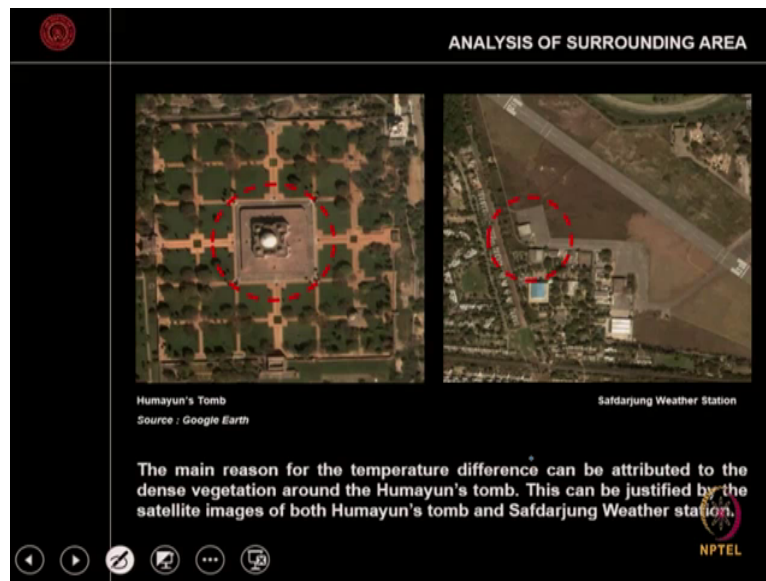 ANALYSIS OF SURROUNDING AREA
Humayun's Tomb
Safdarjung Weather Station
Source : Google Earth
The main reason for the temperature difference can be attributed to the
dense vegetation around the Humayun's tomb. This can be justified by the
satellite images of both Humayun's tomb and Safdarjung Weather station.
NPTEL